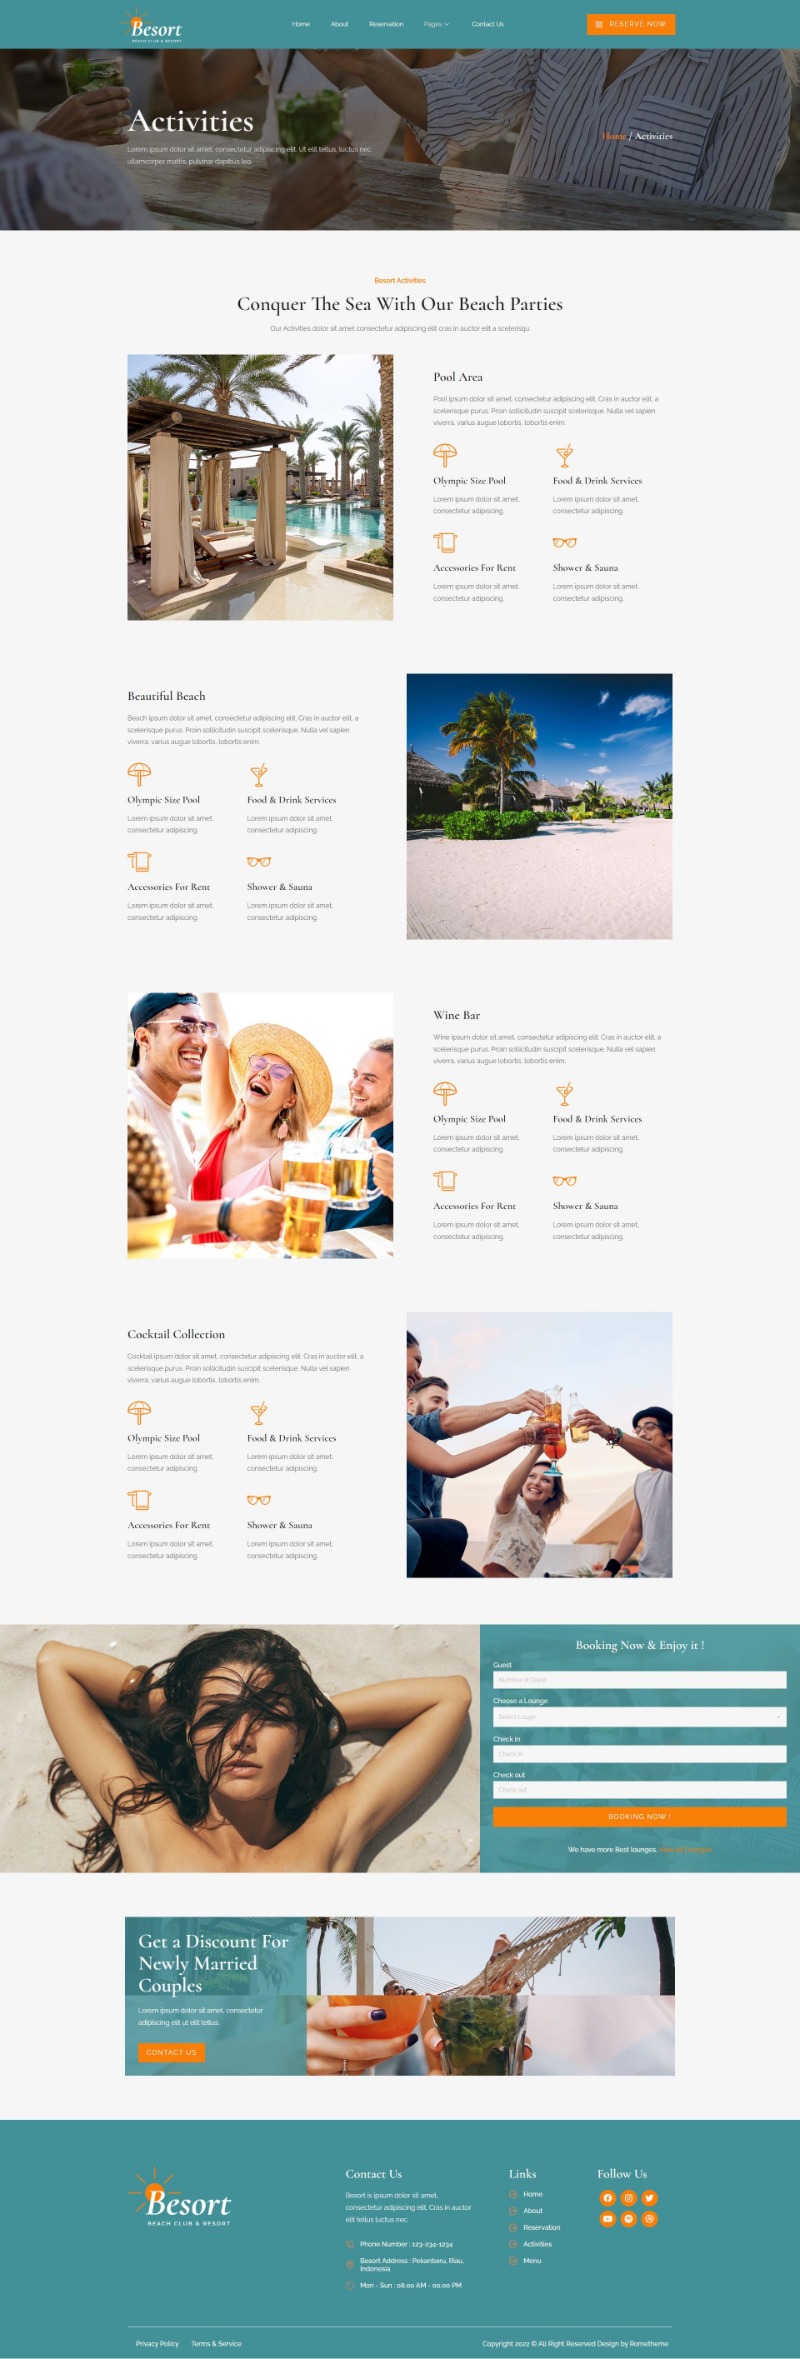 Besort
BEACH CLUB & RESORT
Home
About
Reservation
Pages
Contact Us
RESERVE NOW
Activities
Lorem ipsum dolor sit amet, consectetur adipiscing elit. Ut elit tellus, luctus nec
ullamcorper mattis, pulvinar dapibus leo.
Home / Activities
Besort Activities
Conquer The Sea With Our Beach Parties
Our Activities dolor sit amet consectetur adipiscing elit cras in auctor elit a scelerisqu
Pool Area
Pool ipsum dolor sit amet, consectetur adipiscing elit. Cras in auctor elit, a
scelerisque purus. Proin sollicitudin suscipit scelerisque. Nulla vel sapien
viverra, varius augue lobortis, lobortis enim.
Olympic Size Pool
Lorem ipsum dolor sit amet,
consectetur adipiscing.
Food & Drink Services
Lorem ipsum dolor sit amet,
consectetur adipiscing.
Accessories For Rent
Lorem ipsum dolor sit amet,
consectetur adipiscing.
Shower & Sauna
Lorem ipsum dolor sit amet,
consectetur adipiscing.
Beautiful Beach
Beach ipsum dolor sit amet, consectetur adipiscing elit. Cras in auctor elit, a
scelerisque purus. Proin sollicitudin suscipit scelerisque. Nulla vel sapien
viverra, varius augue lobortis, lobortis enim.
Olympic Size Pool
Lorem ipsum dolor sit amet,
consectetur adipiscing.
Food & Drink Services
Lorem ipsum dolor sit amet,
consectetur adipiscing.
Accessories For Rent
Lorem ipsum dolor sit amet,
consectetur adipiscing.
Shower & Sauna
Lorem ipsum dolor sit amet,
consectetur adipiscing.
Wine Bar
Wine ipsum dolor sit amet, consectetur adipiscing elit. Cras in auctor elit, a
scelerisque purus. Proin sollicitudin suscipit scelerisque. Nulla vel sapien
viverra, varius augue lobortis, lobortis enim.
Olympic Size Pool
Lorem ipsum dolor sit amet,
consectetur adipiscing.
Food & Drink Services
Lorem ipsum dolor sit amet,
consectetur adipiscing.
Accessories For Rent
Lorem ipsum dolor sit amet,
consectetur adipiscing.
Shower & Sauna
Lorem ipsum dolor sit amet,
consectetur adipiscing.
Cocktail Collection
Cocktail ipsum dolor sit amet, consectetur adipiscing elit. Cras in auctor elit, a
scelerisque purus. Proin sollicitudin suscipit scelerisque. Nulla vel sapien
viverra, varius augue lobortis, lobortis enim.
Olympic Size Pool
Lorem ipsum dolor sit amet,
consectetur adipiscing.
Food & Drink Services
Lorem ipsum dolor sit amet,
consectetur adipiscing.
Accessories For Rent
Lorem ipsum dolor sit amet,
consectetur adipiscing.
Shower & Sauna
Lorem ipsum dolor sit amet,
consectetur adipiscing.
Booking Now & Enjoy it !
Guest
Number of Guest
Choose a Lounge
Select Lauge
Check in
Check in
Check out
Check out
BOOKING NOW !
We have more Best lounges,
Get a Discount For
Newly Married
Couples
Lorem ipsum dolor sit amet, consectetur
adipiscing elit ut elit tellus.
CONTACT US
Besort
BEACH CLUB & RESORT
Contact Us
Besort is ipsum dolor sit amet,
consectetur adipiscing elit. Cras in auctor
elit tellus luctus nec.
Phone Number : 123-234-1234
Besort Address : Pekanbaru, Riau,
Indonesia
Mon - Sun : 08.00 AM - 00.00 PM
Links
Home
About
Reservation
Activities
Menu
Follow Us
Privacy Policy
Terms & Service
Copyright 2022 © All Right Reserved Design by Rometheme